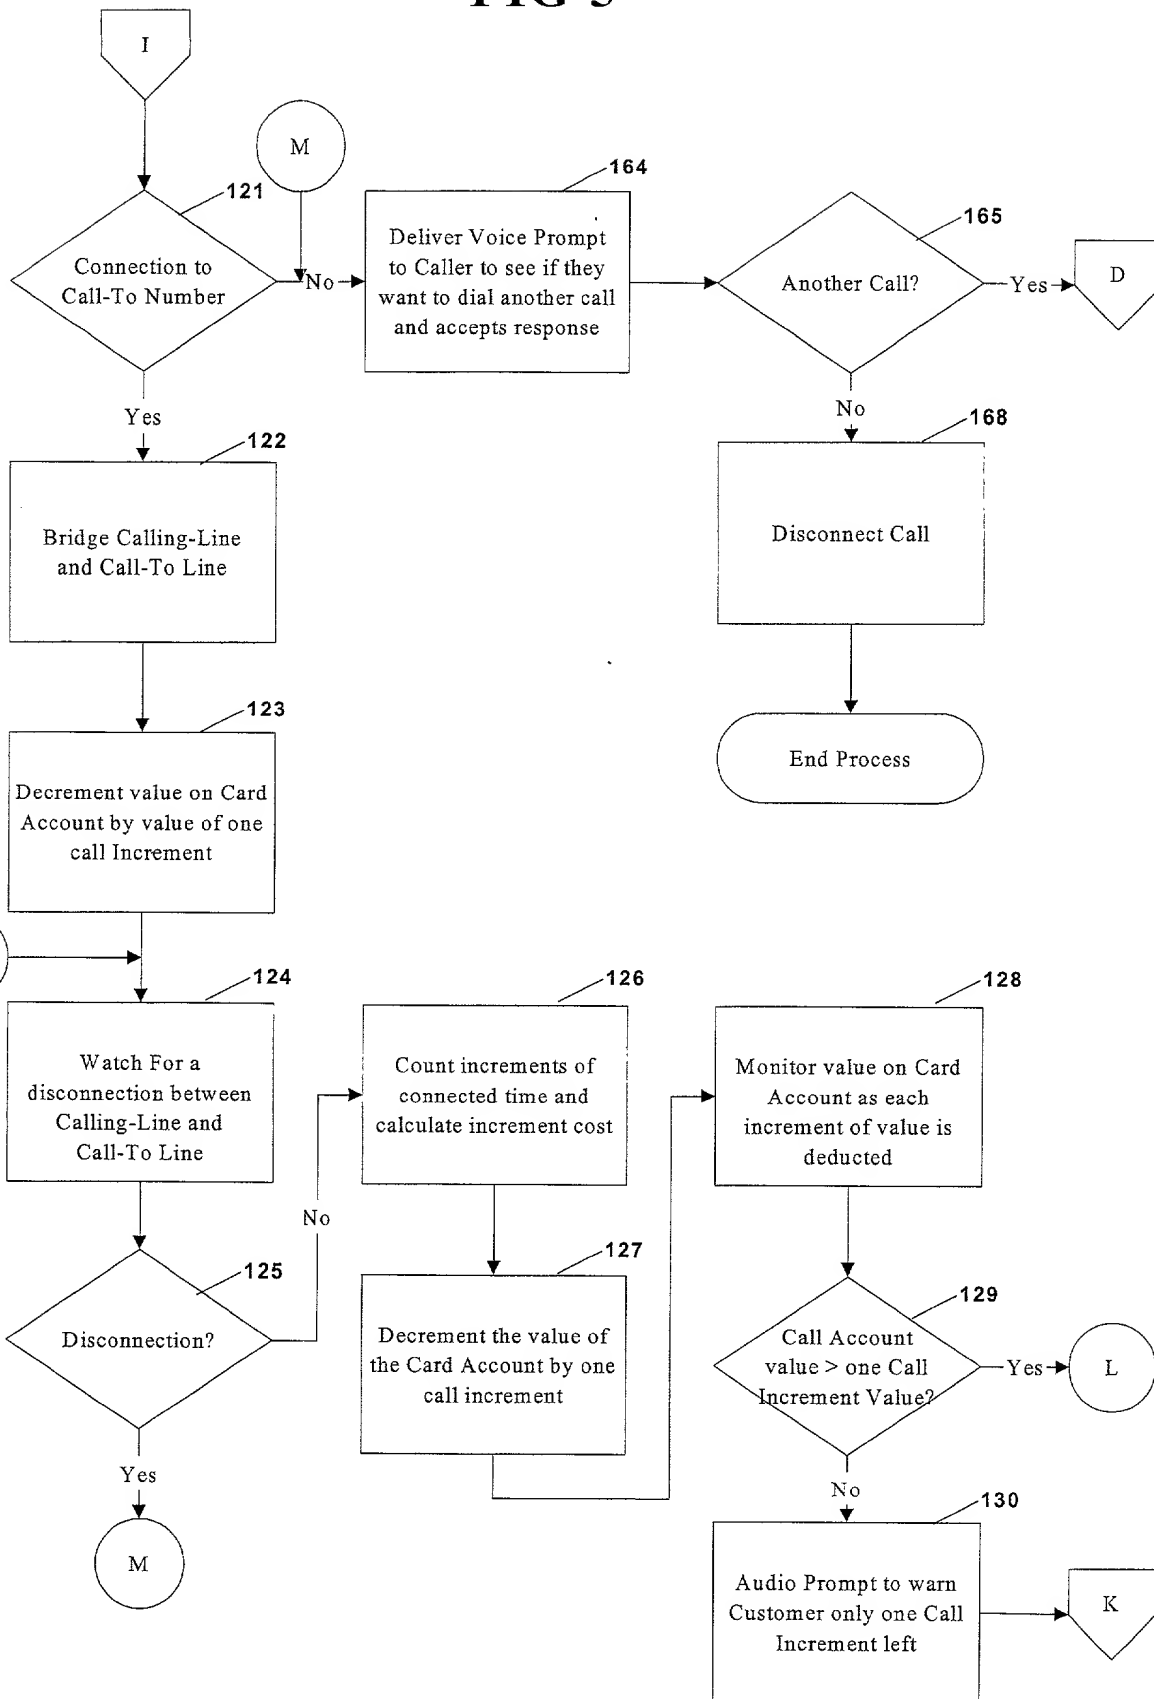 FIG 5
I
M
121
Connection to
Call-To Number
No
164
Deliver Voice Prompt
to Caller to see if they
want to dial another call
and accepts response
165
Another Call?
Yes
D
Yes
No
122
Bridge Calling-Line
and Call-To Line
168
Disconnect Call
123
Decrement value on Card
Account by value of one
call Increment
End Process
124
Watch For a
disconnection between
Calling-Line and
Call-To Line
126
Count increments of
connected time and
calculate increment cost
128
Monitor value on Card
Account as each
increment of value is
deducted
No
125
Disconnection?
127
Decrement the value of
the Card Account by one
call increment
129
Call Account
value > one Call
Increment Value?
Yes
L
Yes
M
No
130
Audio Prompt to warn
Customer only one Call
Increment left
K